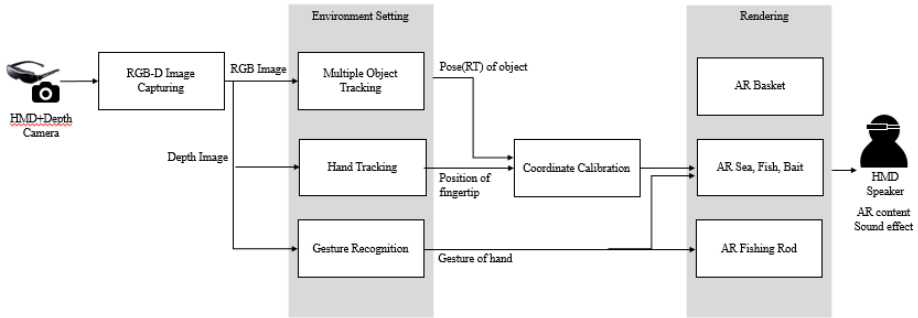 Environment Setting
Rendering
HMD+Depth
Camera
RGB-D Image
Capturing
RGB Image
Depth Image
Multiple Object
Tracking
Hand Tracking
Gesture Recognition
Pose(RT) of object
Position of
fingertip
Gesture of hand
Coordinate Calibration
AR Basket
AR Sea, Fish, Bait
AR Fishing Rod
HMD
Speaker
AR content
Sound effect